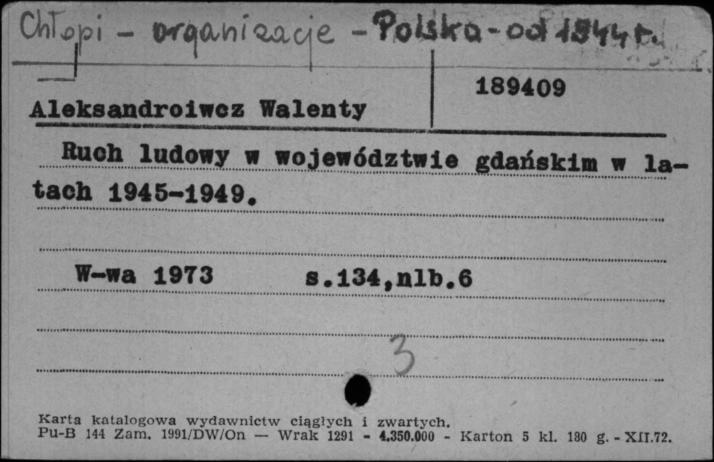 Chłopi - organizacje - Polska - od 1944 r.
189409
Aleksandroiwcz Walenty
Ruch ludowy w województwie gdańskim w la-
tach 1945-1949.
W-wa 1973 s.134,nlb.6
3
Karta katalogowa wydawnictw ciągłych i zwartych.
Pu-B 144 Zam. 1991/DW/On — Wrak 1291 - 4.350.000 - Karton 5 kl. 180 g. - XII.72.